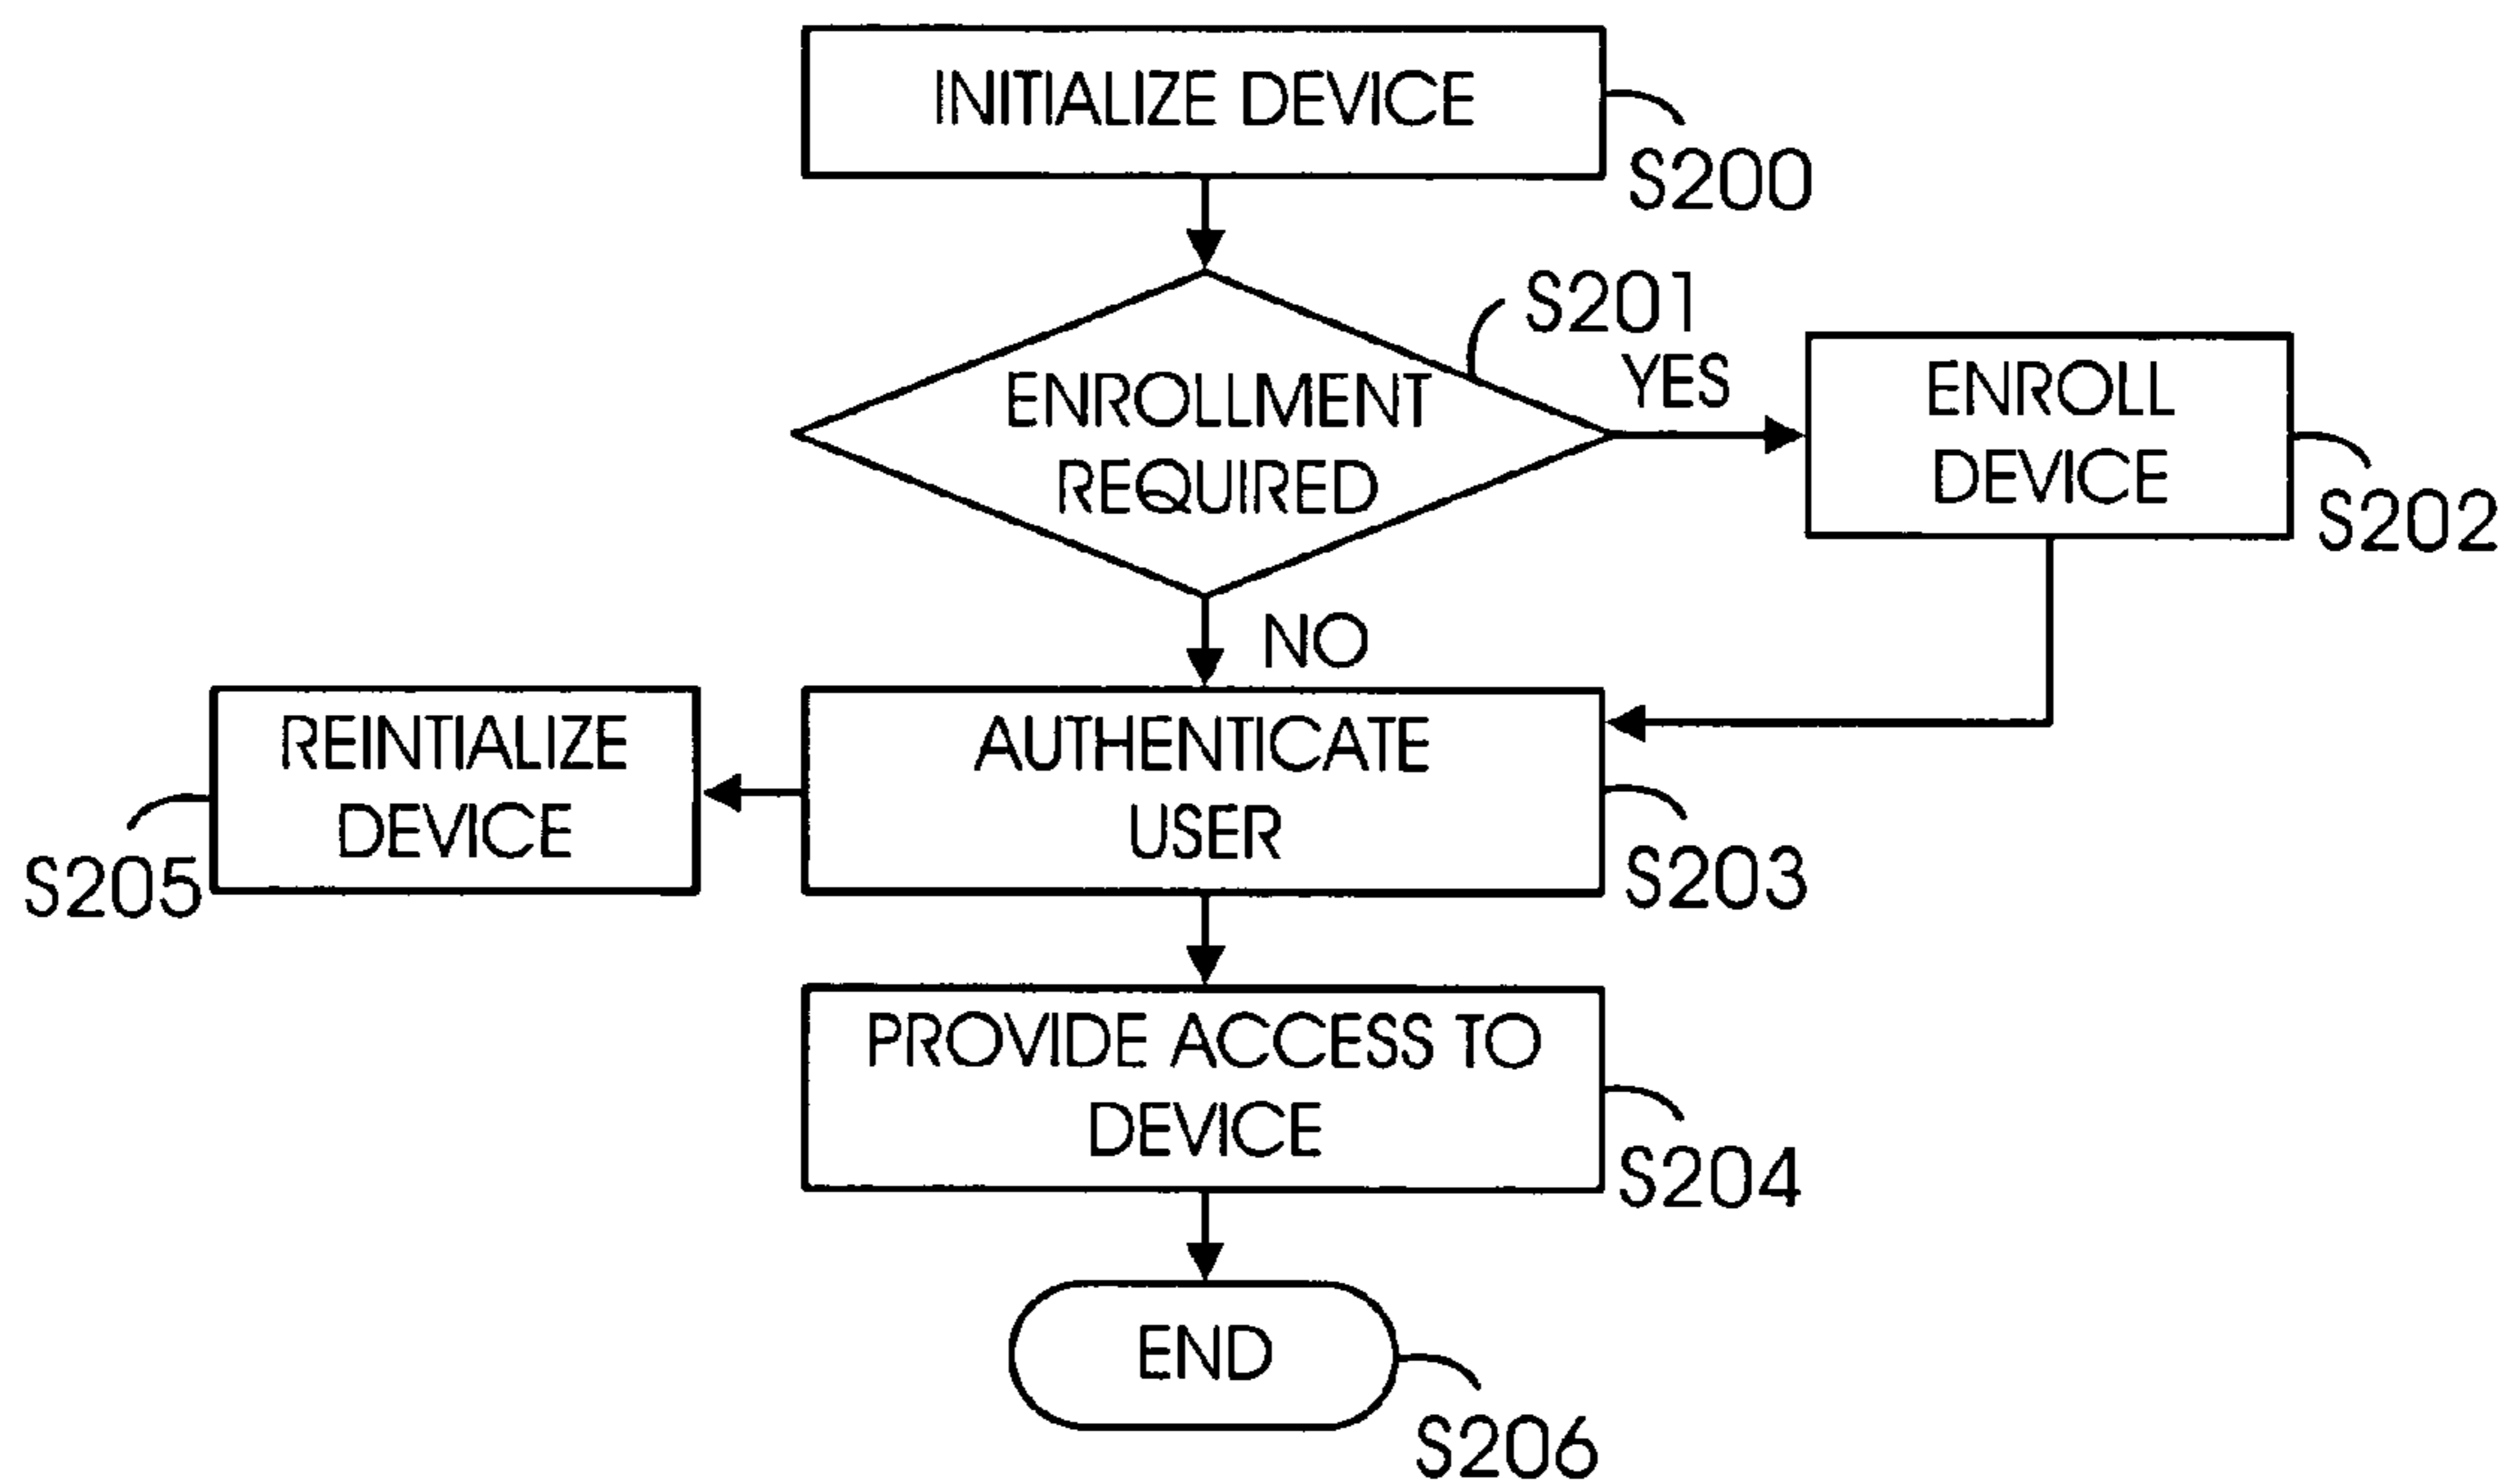 INITIALIZE DEVICE
S200
S201
ENROLLMENT
REQUIRED
YES
ENROLL
DEVICE
S202
NO
REINTIALIZE
DEVICE
S205
AUTHENTICATE
USER
S203
PROVIDE ACCESS TO
DEVICE
S204
END
S206